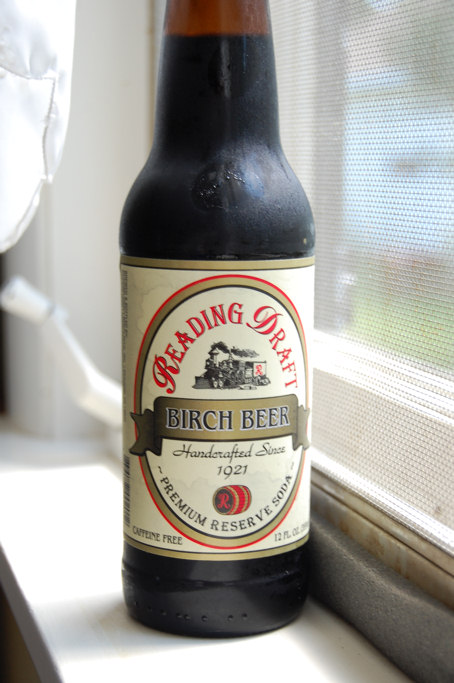 READING DRAFT
R
BIRCH BEER
Handcrafted Since
1921
R
~ PREMIUM RESERVE SODA ~
CAFFEINE FREE
12 FL. OZ.